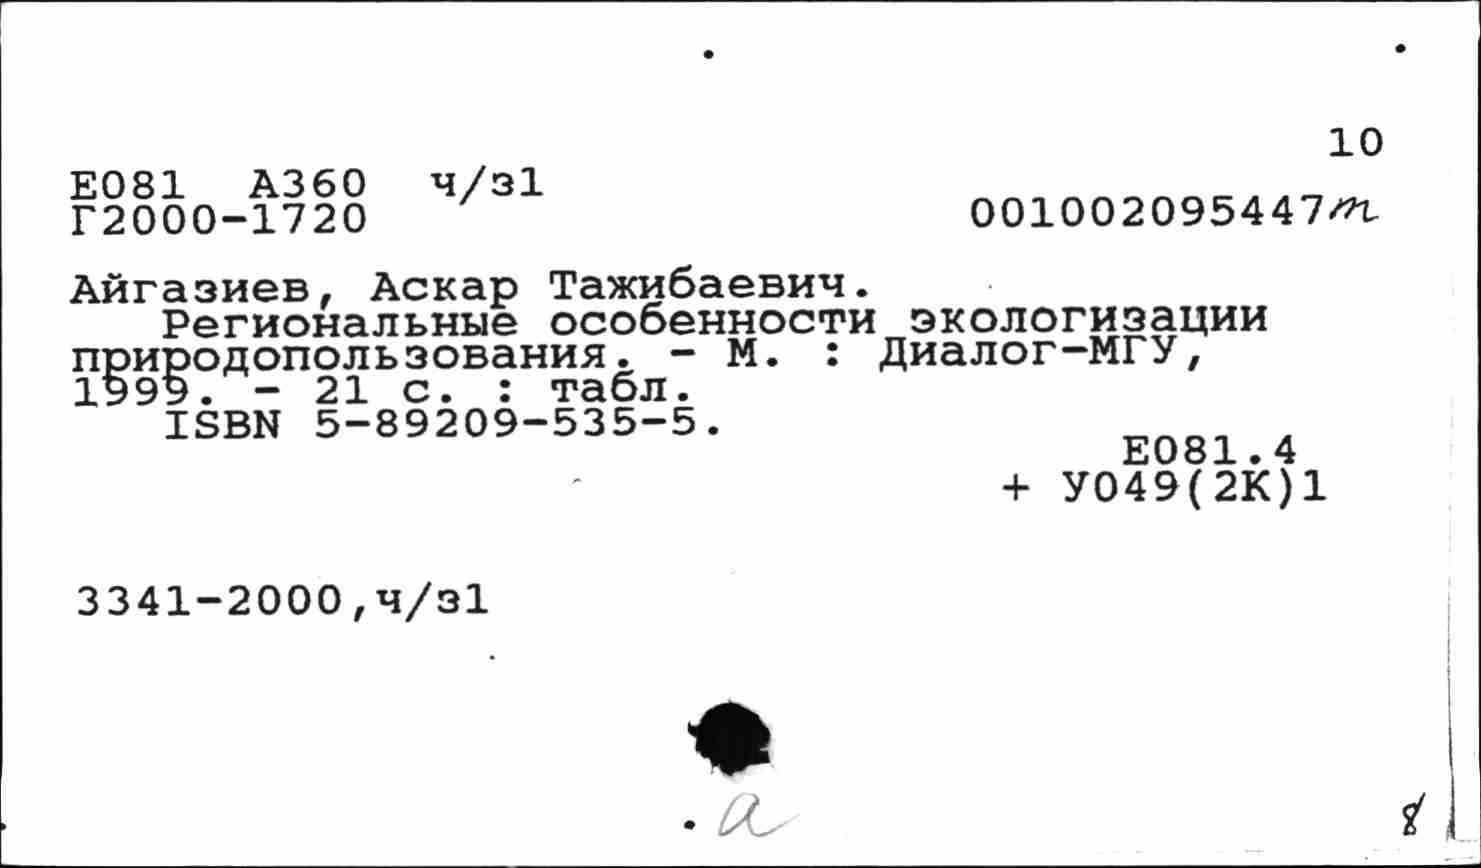 10
Е081 А360 ч/з1
Г2000-1720
001002095447т
Айгазиев, Аскар Тажибаевич.
Региональные особенности экологизации
природопользования. - М. : Диалог-МГУ,
1999. - 21 с. : табл.
ISBN 5-89209-535-5.
Е081.4
+ У049(2К)1
3341-2000,ч/з1
а
8